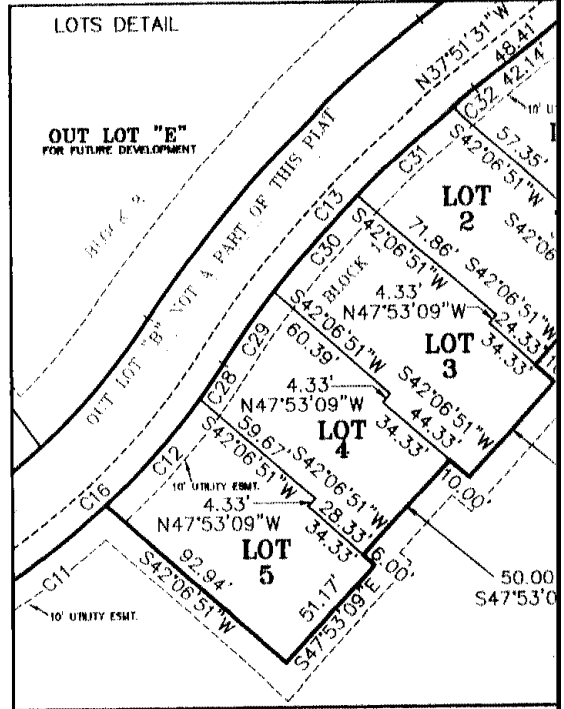 LOTS DETAIL
N37°51'31"W
48.41'
42.14'
C32
10' U
OUT LOT "E"
FOR FUTURE DEVELOPMENT
57.35'
S42°06'51"W
C31
LOT
2
S42°06
BLOCK
OUT LOT "B" NOT A PART OF THIS PLAT
C13
S42°06'51"W
71.86'
S42°06'51"W
C30
BLOCK
4.33'
N47°53'09"W
24.33'
34.33'
LOT
3
S42°06'51"W
60.39'
C29
S42°06'51"W
44.33'
4.33'
N47°53'09"W
34.33'
LOT
4
C28
59.67'
S42°06'51"W
S42°06'51"W
28.33'
10.00'
C12
10' UTILITY ESMT.
4.33'
N47°53'09"W
34.33'
6.00'
C16
LOT
5
92.94'
S42°06'51"W
51.17'
S47°53'09"E
50.00
S47°53'0
C11
10' UTILITY ESMT.